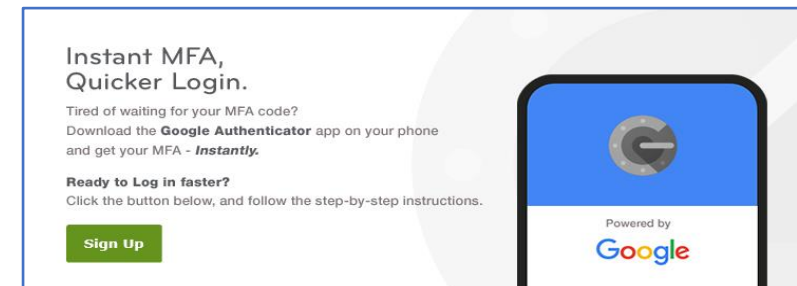 Instant MFA,
Quicker Login.
Tired of waiting for your MFA code?
Download the Google Authenticator app on your phone
and get your MFA - Instantly.
Ready to Log in faster?
Click the button below, and follow the step-by-step instructions.
Sign Up
Powered by
Google